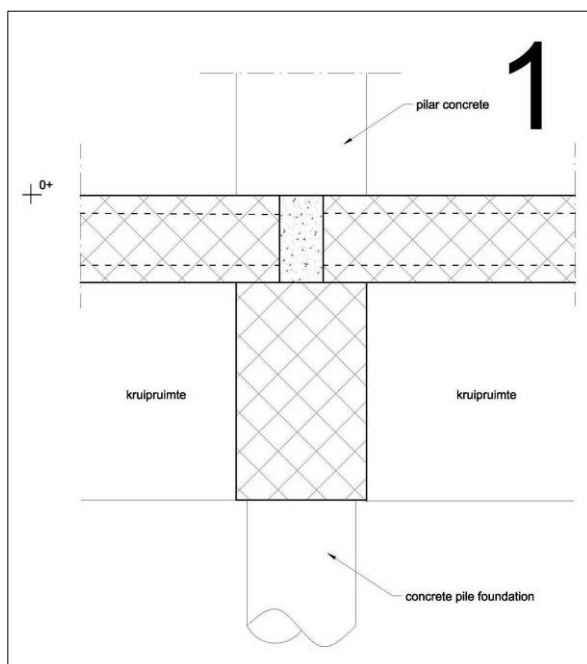 1
pilar concrete
0+
kruipruimte kruipruimte
concrete pile foundation